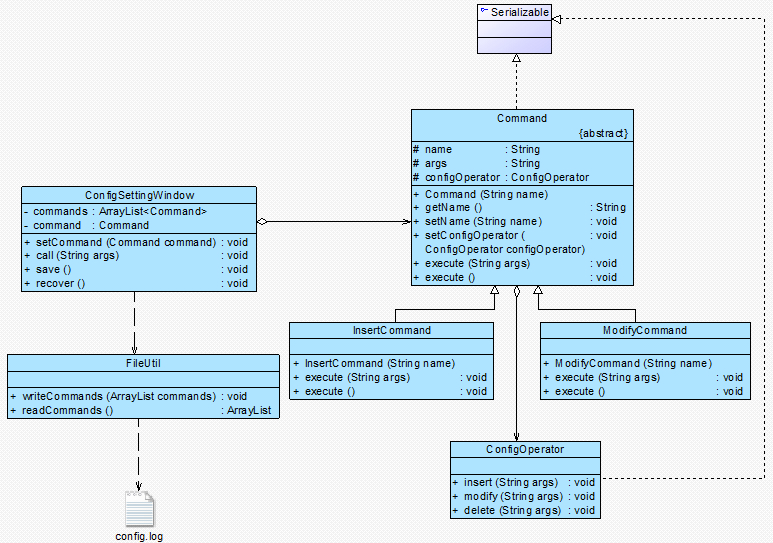 Serializable
Command
{abstract}
# name : String
# args : String
# configOperator : ConfigOperator
+ Command (String name)
+ getName () : String
+ setName (String name) : void
+ setConfigOperator ( : void
ConfigOperator configOperator)
+ execute (String args) : void
+ execute () : void
ConfigSettingWindow
- commands : ArrayList<Command>
- command : Command
+ setCommand (Command command) : void
+ call (String args) : void
+ save () : void
+ recover () : void
InsertCommand
+ InsertCommand (String name)
+ execute (String args) : void
+ execute () : void
ModifyCommand
+ ModifyCommand (String name)
+ execute (String args) : void
+ execute () : void
FileUtil
+ writeCommands (ArrayList commands) : void
+ readCommands () : ArrayList
ConfigOperator
+ insert (String args) : void
+ modify (String args) : void
+ delete (String args) : void
config.log